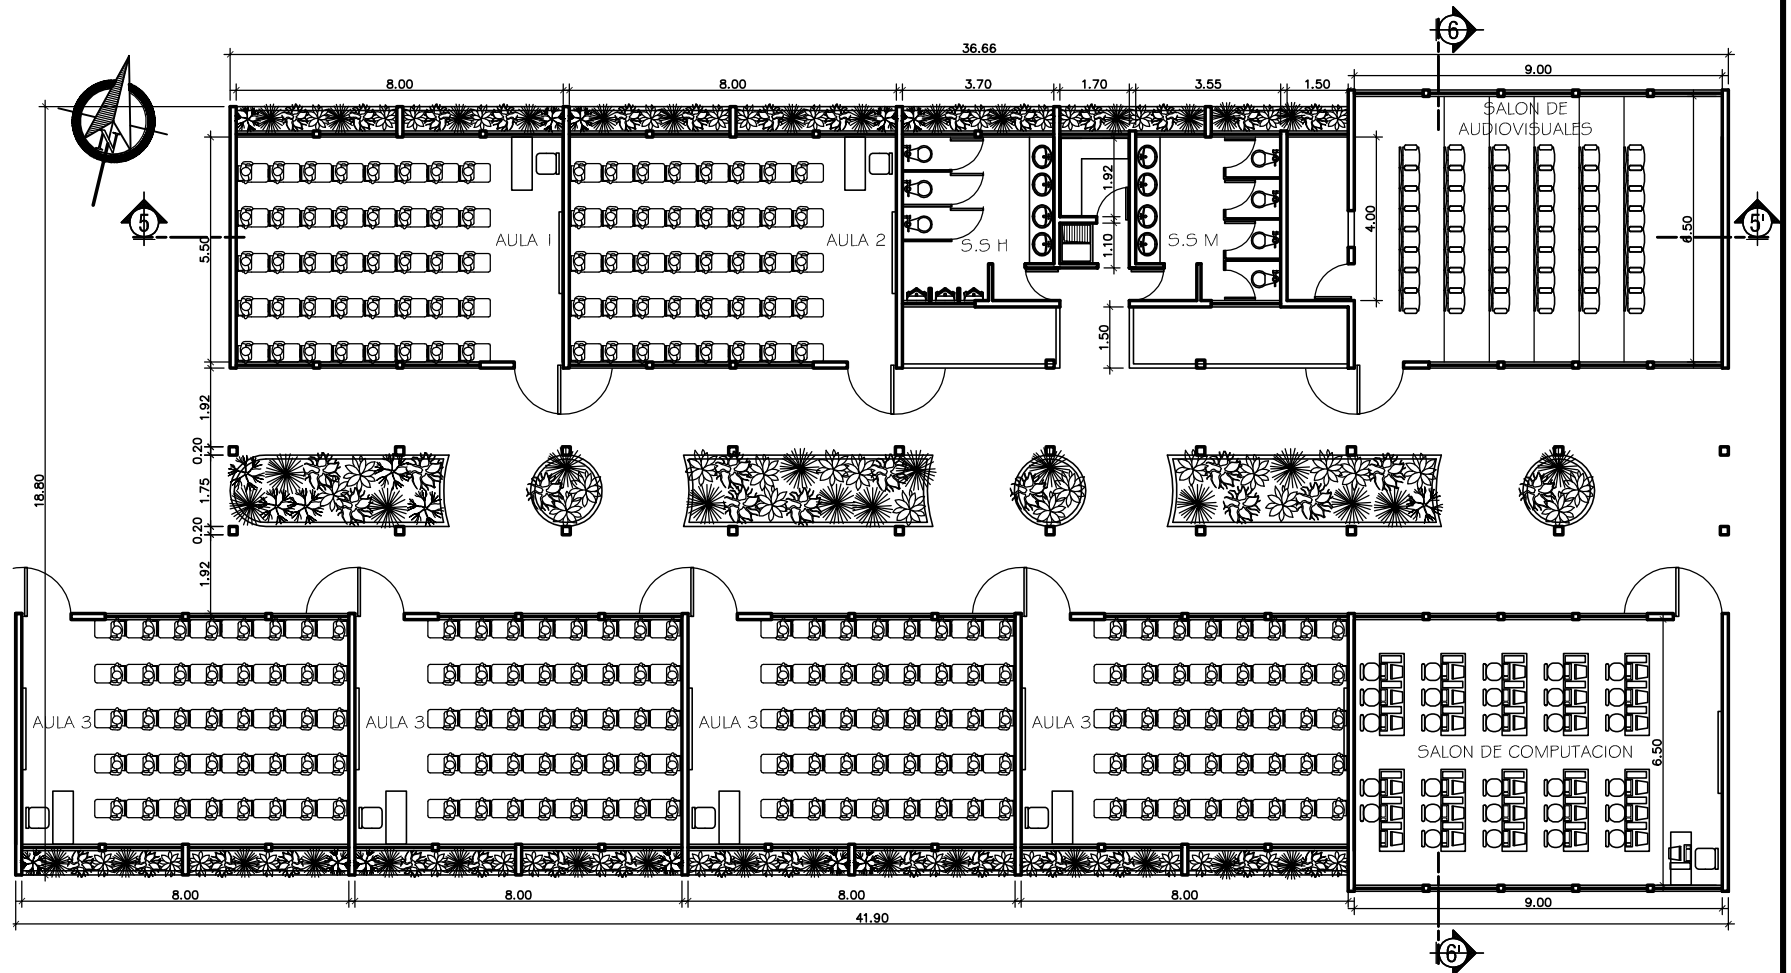 6
36.66
9.00
8.00
8.00
3.70
1.70
3.55
1.50
SALON DE
AUDIOVISUALES
N
5
5.50
AULA 1
AULA 2
S.S H
1.92
1.10
S.S M
4.00
6.50
5'
1.50
1.92
0.20
1.75
0.20
1.92
18.80
AULA 3
AULA 3
AULA 3
AULA 3
SALON DE COMPUTACION
6.50
8.00
8.00
8.00
8.00
9.00
41.90
6'